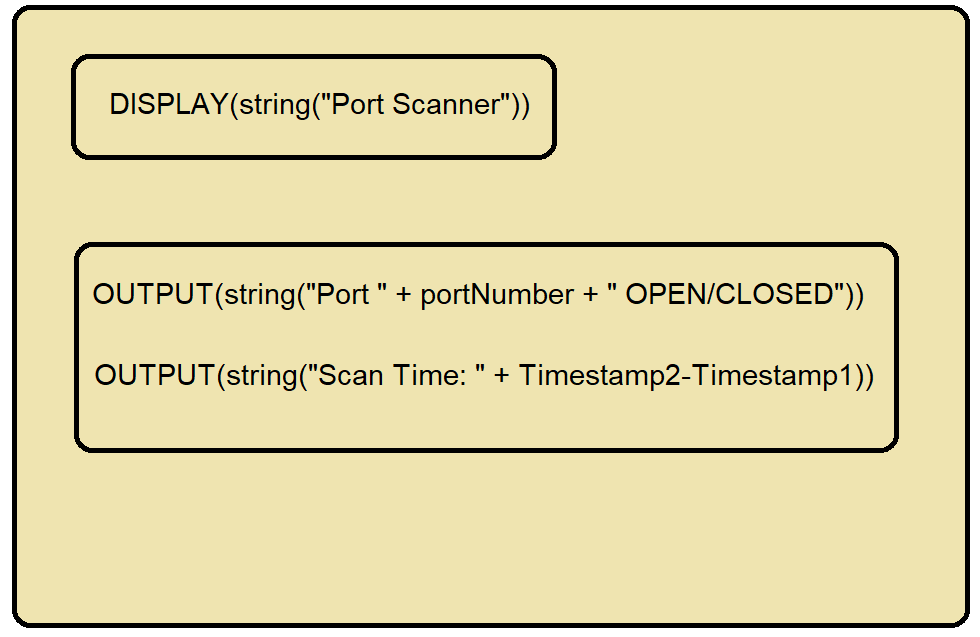 DISPLAY(string("Port Scanner"))
OUTPUT(string("Port " + portNumber + " OPEN/CLOSED"))
OUTPUT(string("Scan Time: " + Timestamp2-Timestamp1))